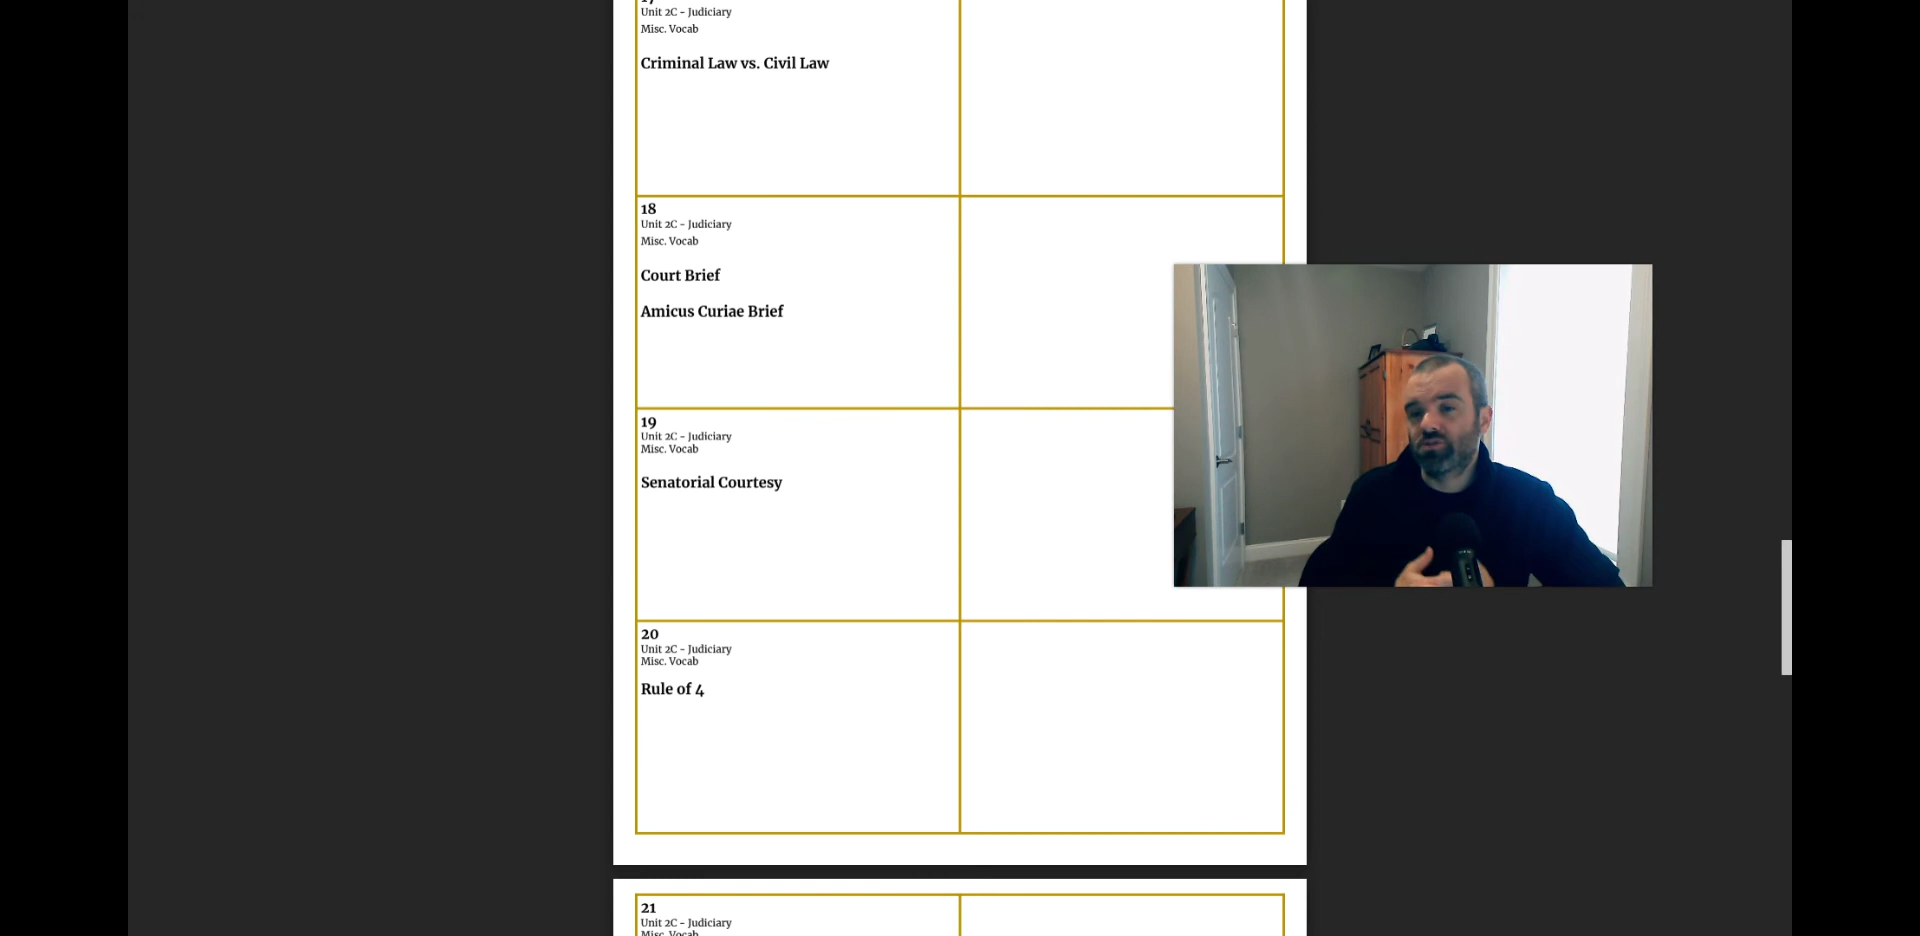 Unit 2C - Judiciary
Misc. Vocab
Criminal Law vs. Civil Law
18
Unit 2C - Judiciary
Misc. Vocab
Court Brief
Amicus Curiae Brief
19
Unit 2C - Judiciary
Misc. Vocab
Senatorial Courtesy
20
Unit 2C - Judiciary
Misc. Vocab
Rule of 4
21
Unit 2C - Judiciary
Misc. Vocab